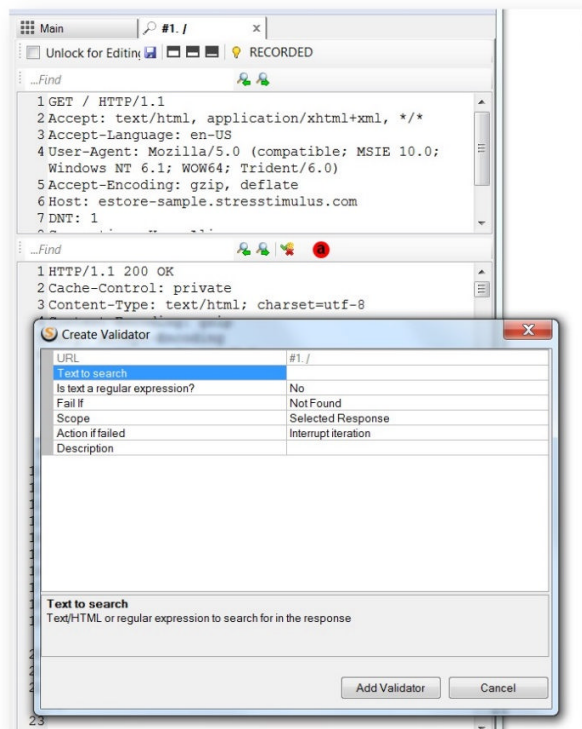 Main
#1. /
x
Unlock for Editing
RECORDED
...Find
1 GET / HTTP/1.1
2 Accept: text/html, application/xhtml+xml, */*
3 Accept-Language: en-US
4 User-Agent: Mozilla/5.0 (compatible; MSIE 10.0;
Windows NT 6.1; WOW64; Trident/6.0)
5 Accept-Encoding: gzip, deflate
6 Host: estore-sample.stresstimulus.com
7 DNT: 1
...Find
a
1 HTTP/1.1 200 OK
2 Cache-Control: private
3 Content-Type: text/html; charset=utf-8
Create Validator
URL #1. /
Text to search
Is text a regular expression? No
Fail If Not Found
Scope Selected Response
Action if failed Interrupt iteration
Description
Text to search
Text/HTML or regular expression to search for in the response
Add Validator Cancel
23